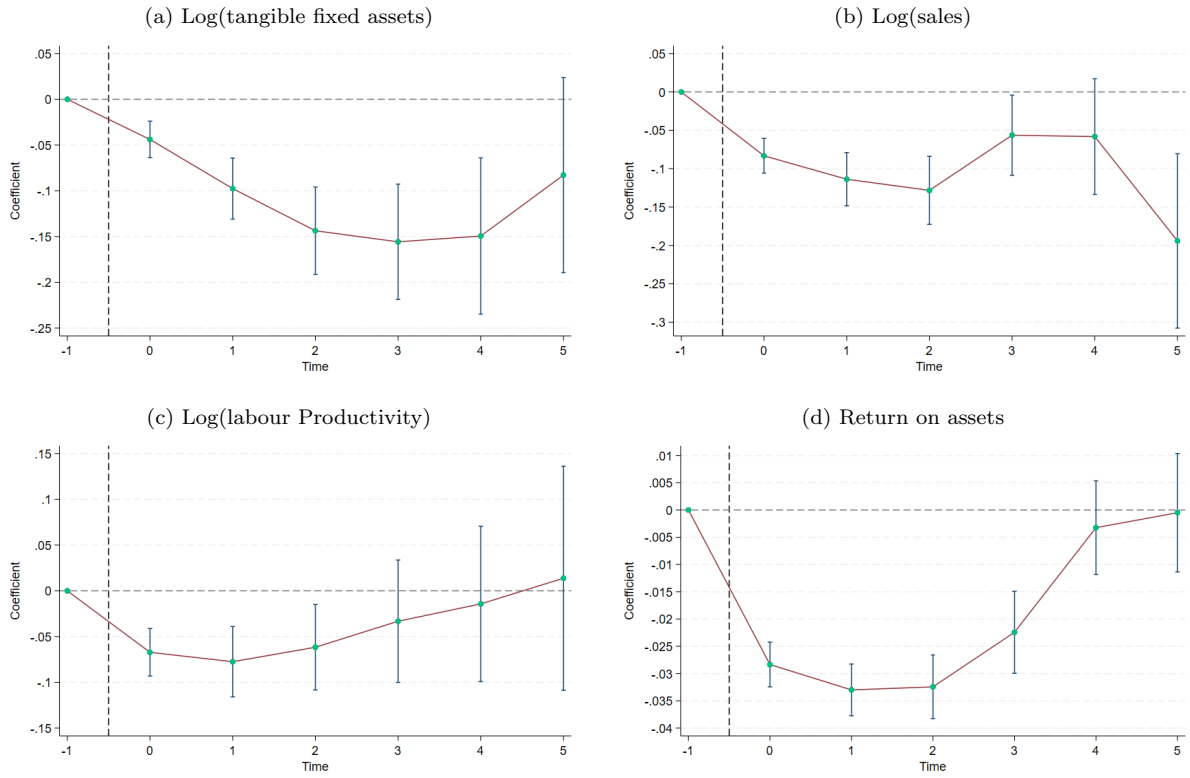 (a) Log(tangible fixed assets)
.05
0
-.05
-.1
-.15
-.2
-.25
Coefficient
-1 0 1 2 3 4 5
Time
(b) Log(sales)
.05
0
-.05
-.1
-.15
-.2
-.25
-.3
Coefficient
-1 0 1 2 3 4 5
Time
(c) Log(labour Productivity)
.15
.1
.05
0
-.05
-.1
-.15
Coefficient
-1 0 1 2 3 4 5
Time
(d) Return on assets
.01
.005
0
-.005
-.01
-.015
-.02
-.025
-.03
-.035
-.04
Coefficient
-1 0 1 2 3 4 5
Time